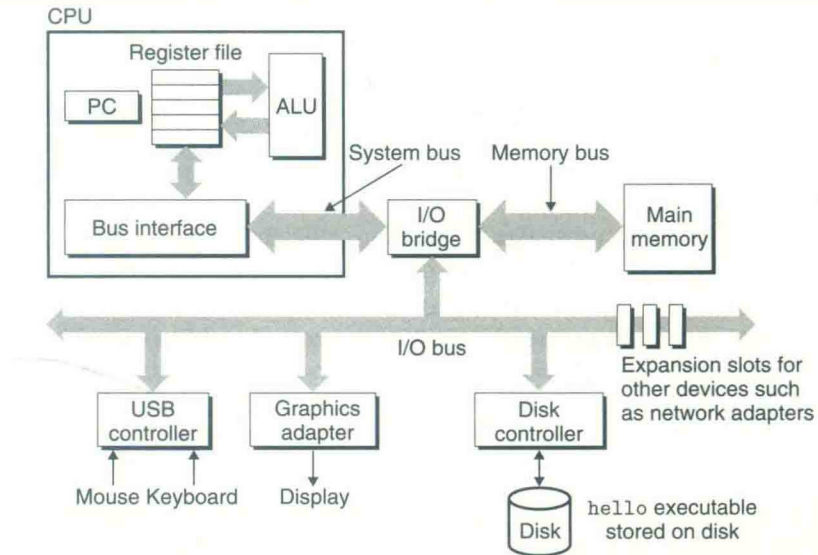 CPU
Register file
PC
ALU
System bus
Memory bus
Bus interface
I/O
bridge
Main
memory
I/O bus
Expansion slots for
other devices such
as network adapters
USB
controller
Graphics
adapter
Disk
controller
Mouse Keyboard
Display
Disk
hello executable
stored on disk